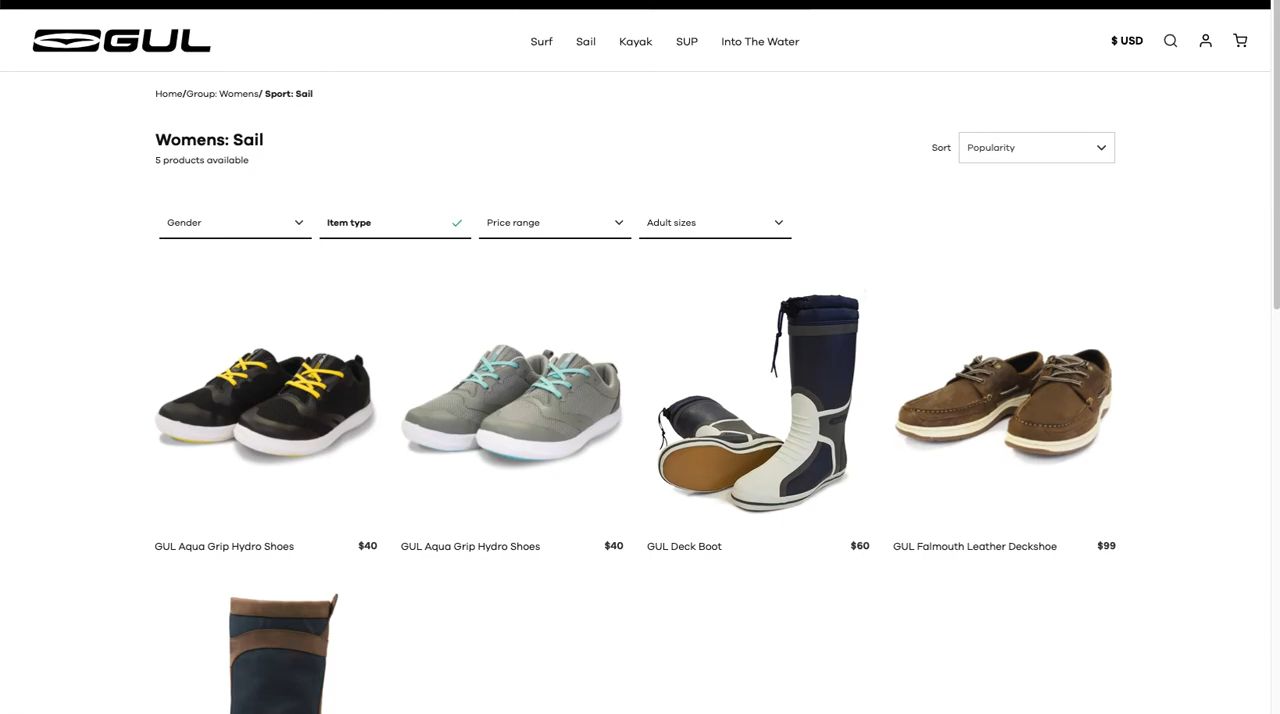 GUL
Surf Sail Kayak SUP Into The Water
$ USD
Home/Group: Womens/ Sport: Sail
Womens: Sail
5 products available
Sort Popularity
Gender Item type Price range Adult sizes
GUL Aqua Grip Hydro Shoes $40
GUL Aqua Grip Hydro Shoes $40
GUL Deck Boot $60
GUL Falmouth Leather Deckshoe $99